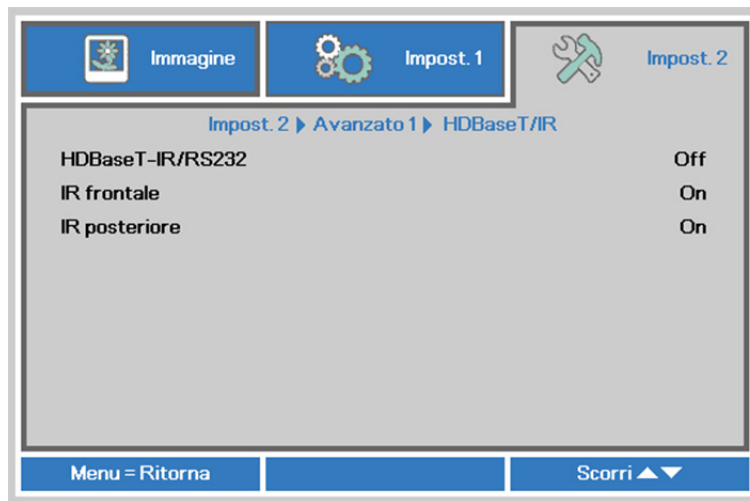 Immagine
Impost. 1
Impost. 2
Impost. 2 ▶ Avanzato 1 ▶ HDBaseT/IR
HDBaseT-IR/RS232 Off
IR frontale On
IR posteriore On
Menu = Ritorna
Scorri ▲▼